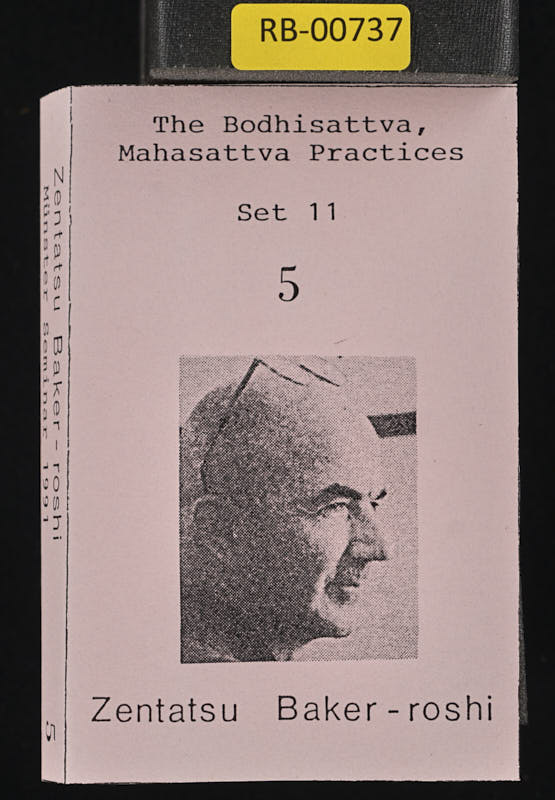 RB-00737
The Bodhisattva,
Mahasattva Practices
Set 11
5
Zentatsu Baker-roshi
Zentatsu Baker-roshi
Münster Seminar 1991
5